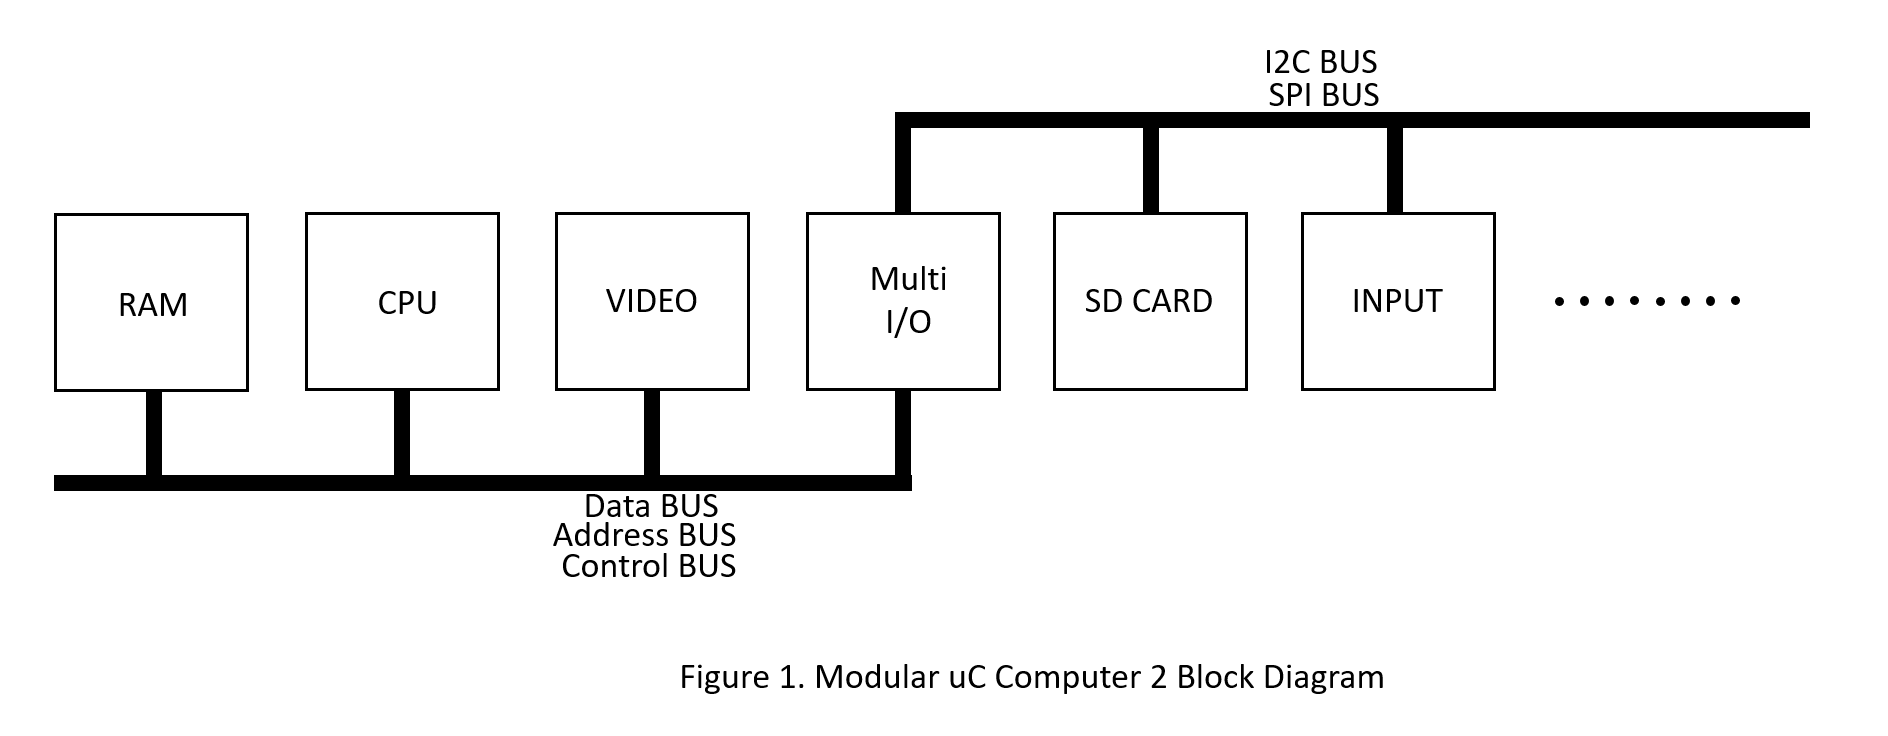 I2C BUS
SPI BUS
RAM
CPU
VIDEO
Multi
I/O
SD CARD
INPUT
Data BUS
Address BUS
Control BUS
Figure 1. Modular uC Computer 2 Block Diagram